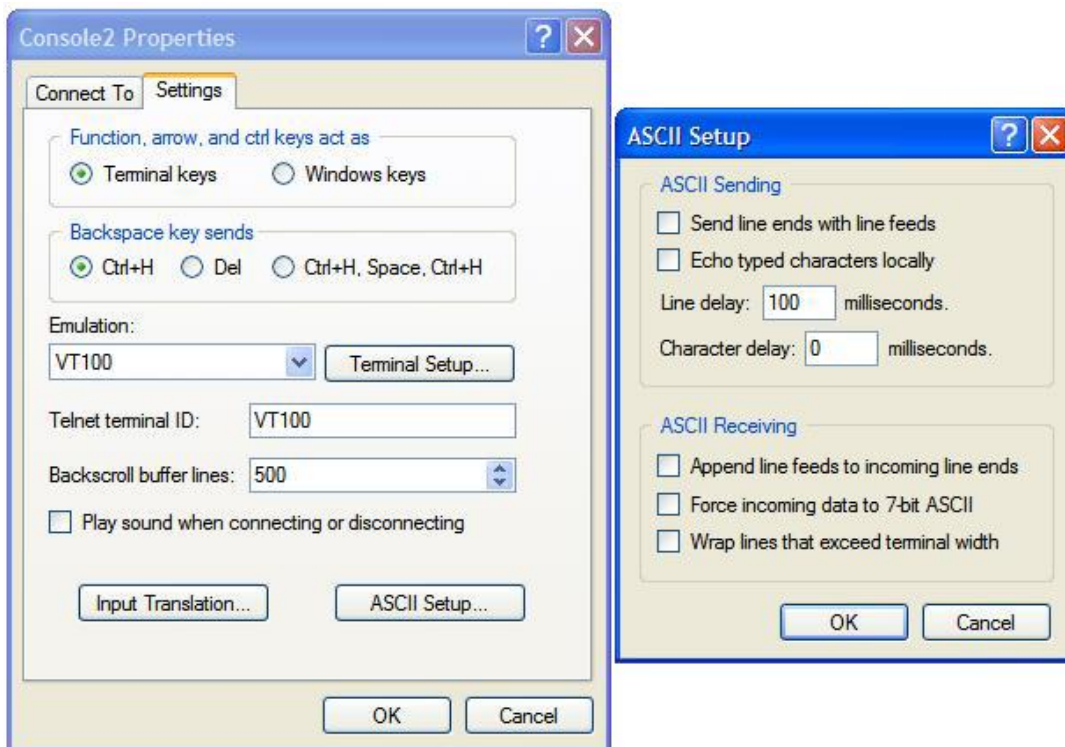 Console2 Properties
Connect To
Settings
Function, arrow, and ctrl keys act as
Terminal keys
Windows keys
Backspace key sends
Ctrl+H
Del
Ctrl+H, Space, Ctrl+H
Emulation:
VT100
Terminal Setup...
Telnet terminal ID:
VT100
Backscroll buffer lines:
500
Play sound when connecting or disconnecting
Input Translation...
ASCII Setup...
OK
Cancel
ASCII Setup
ASCII Sending
Send line ends with line feeds
Echo typed characters locally
Line delay: 100 milliseconds.
Character delay: 0 milliseconds.
ASCII Receiving
Append line feeds to incoming line ends
Force incoming data to 7-bit ASCII
Wrap lines that exceed terminal width
OK
Cancel